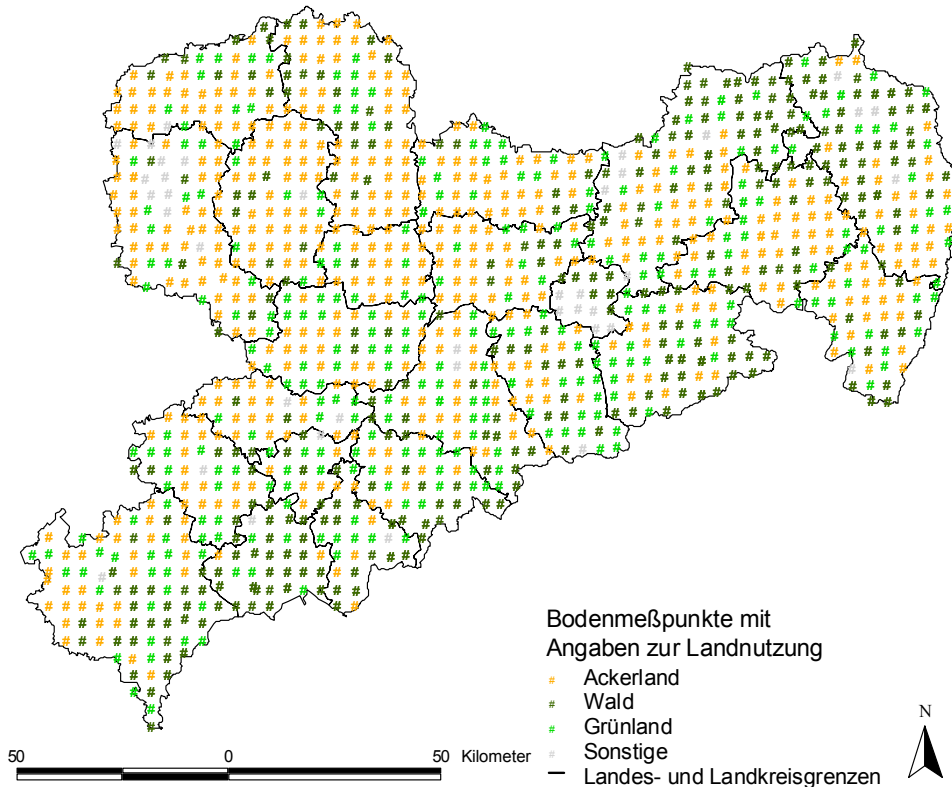 Bodenmeßpunkte mit
Angaben zur Landnutzung
# Ackerland
# Wald
# Grünland
# Sonstige
Landes- und Landkreisgrenzen
N
50 0 50 Kilometer